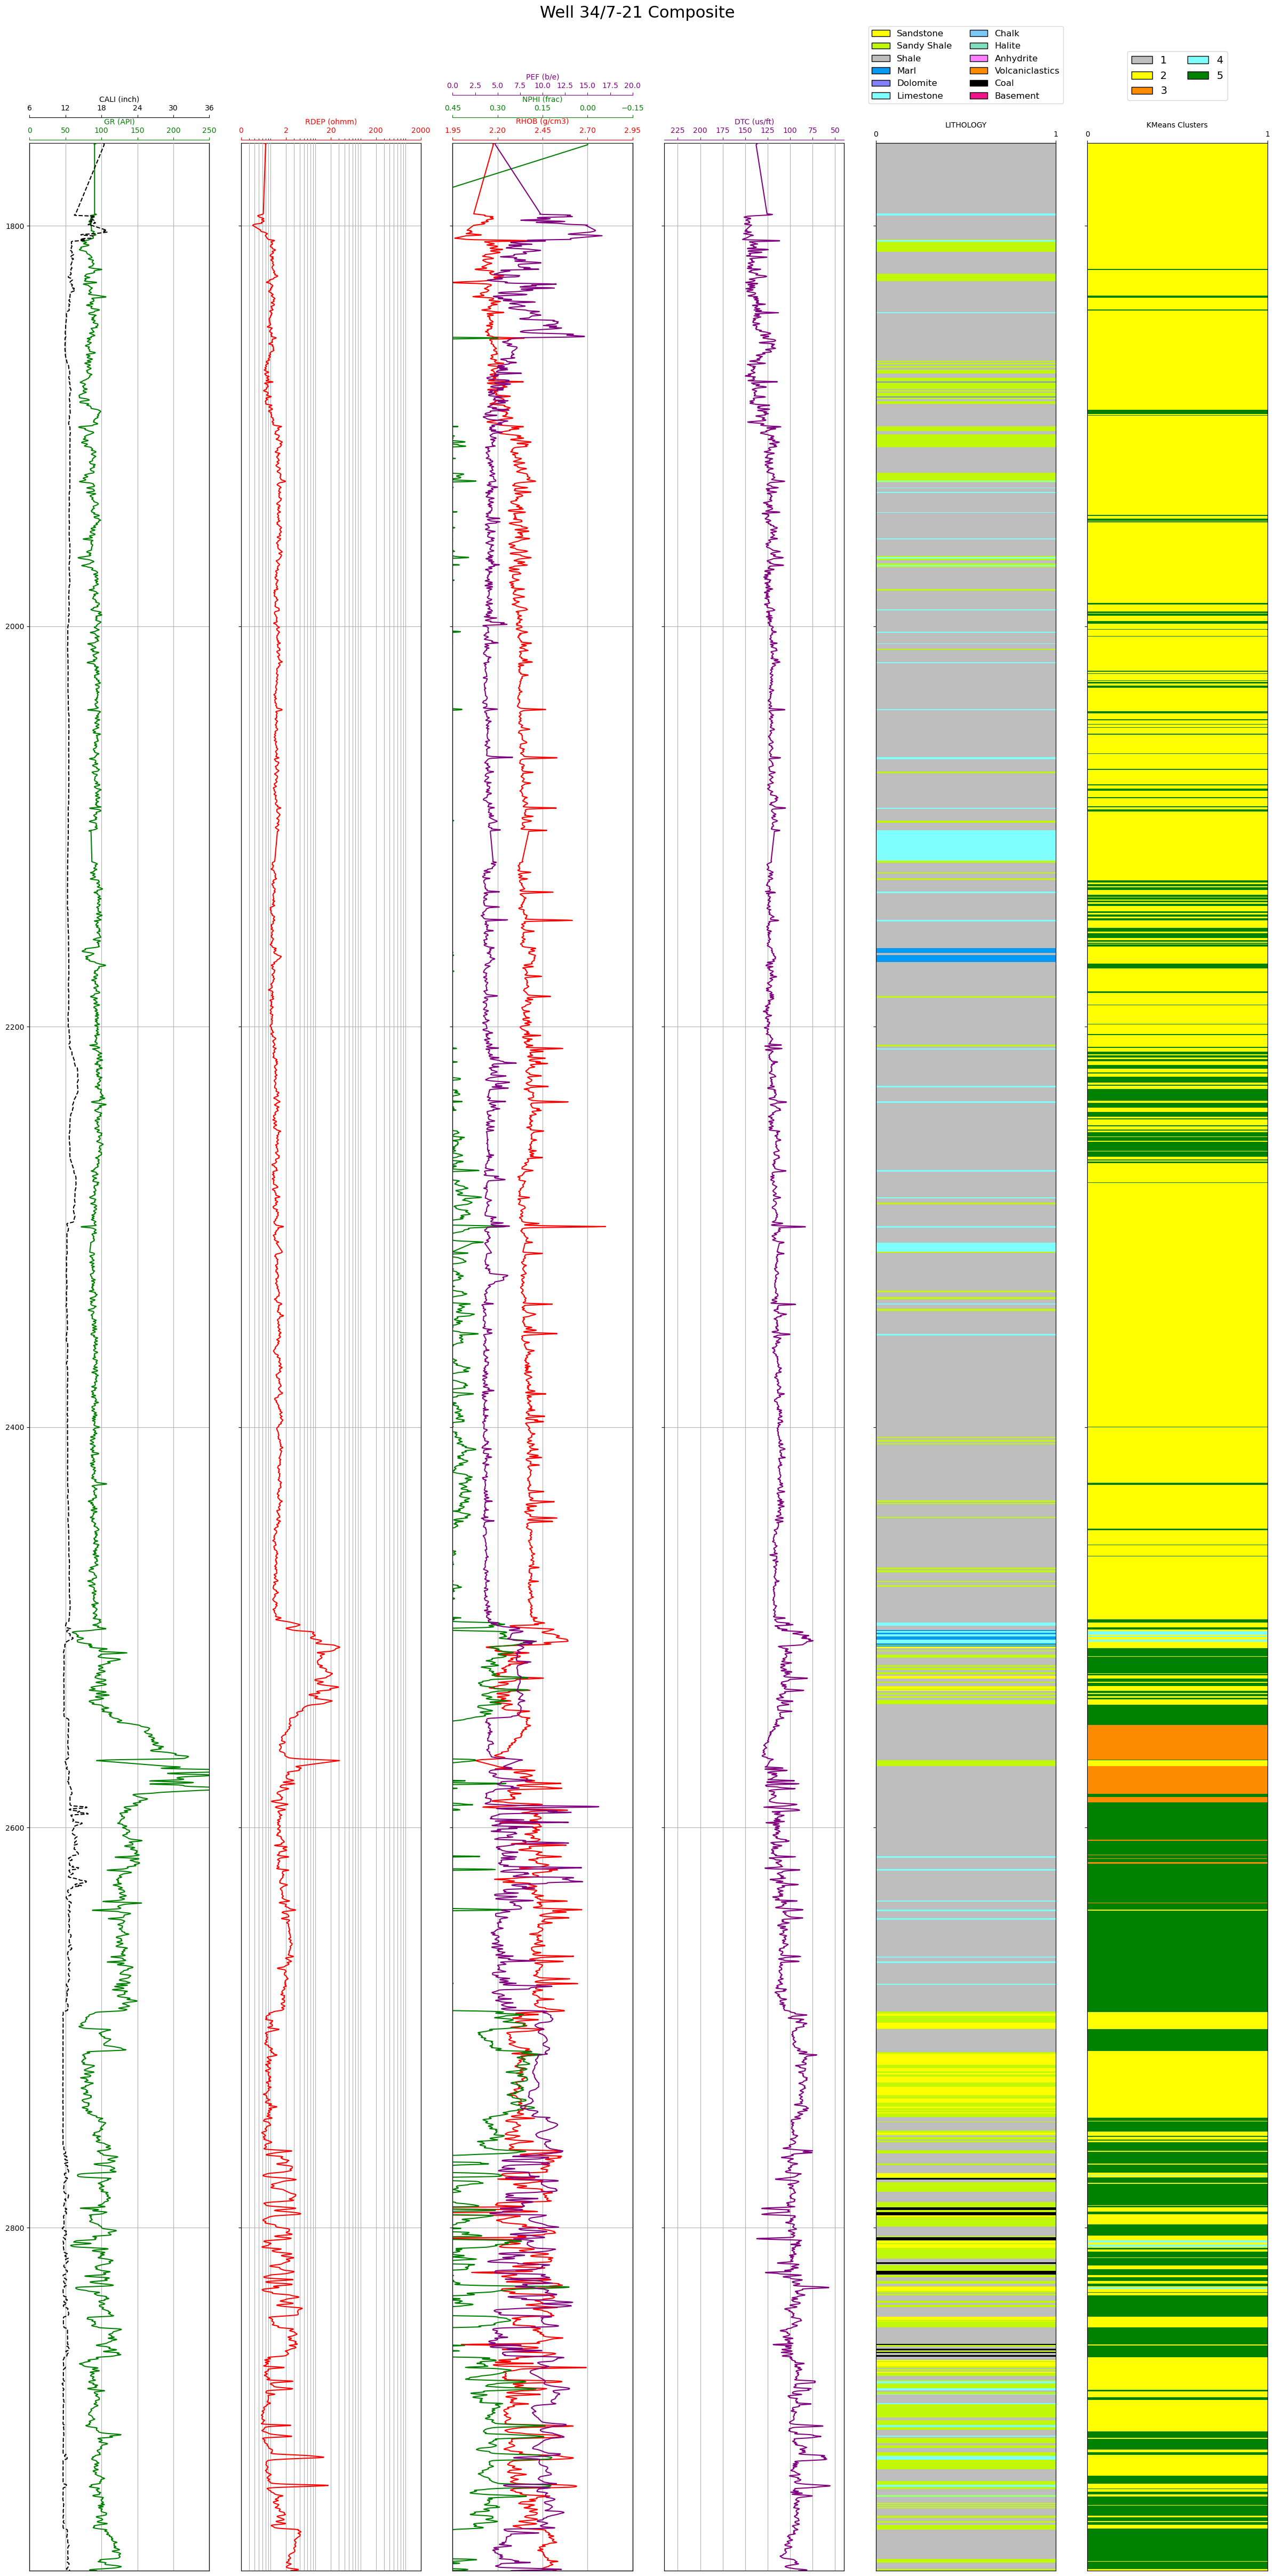 Well 34/7-21 Composite
Sandstone Chalk
Sandy Shale Halite
Shale Anhydrite
Marl Volcaniclastics
Dolomite Coal
Limestone Basement
1 4
2 5
3
PEF (b/e)
0.0 2.5 5.0 7.5 10.0 12.5 15.0 17.5 20.0
CALI (inch)
6 12 18 24 30 36
NPHI (frac)
0.45 0.30 0.15 0.00 −0.15
GR (API)
0 50 100 150 200 250
RDEP (ohmm)
0 2 20 200 2000
RHOB (g/cm3)
1.95 2.20 2.45 2.70 2.95
DTC (us/ft)
225 200 175 150 125 100 75 50
LITHOLOGY
0 1
KMeans Clusters
0 1
1800
2000
2200
2400
2600
2800